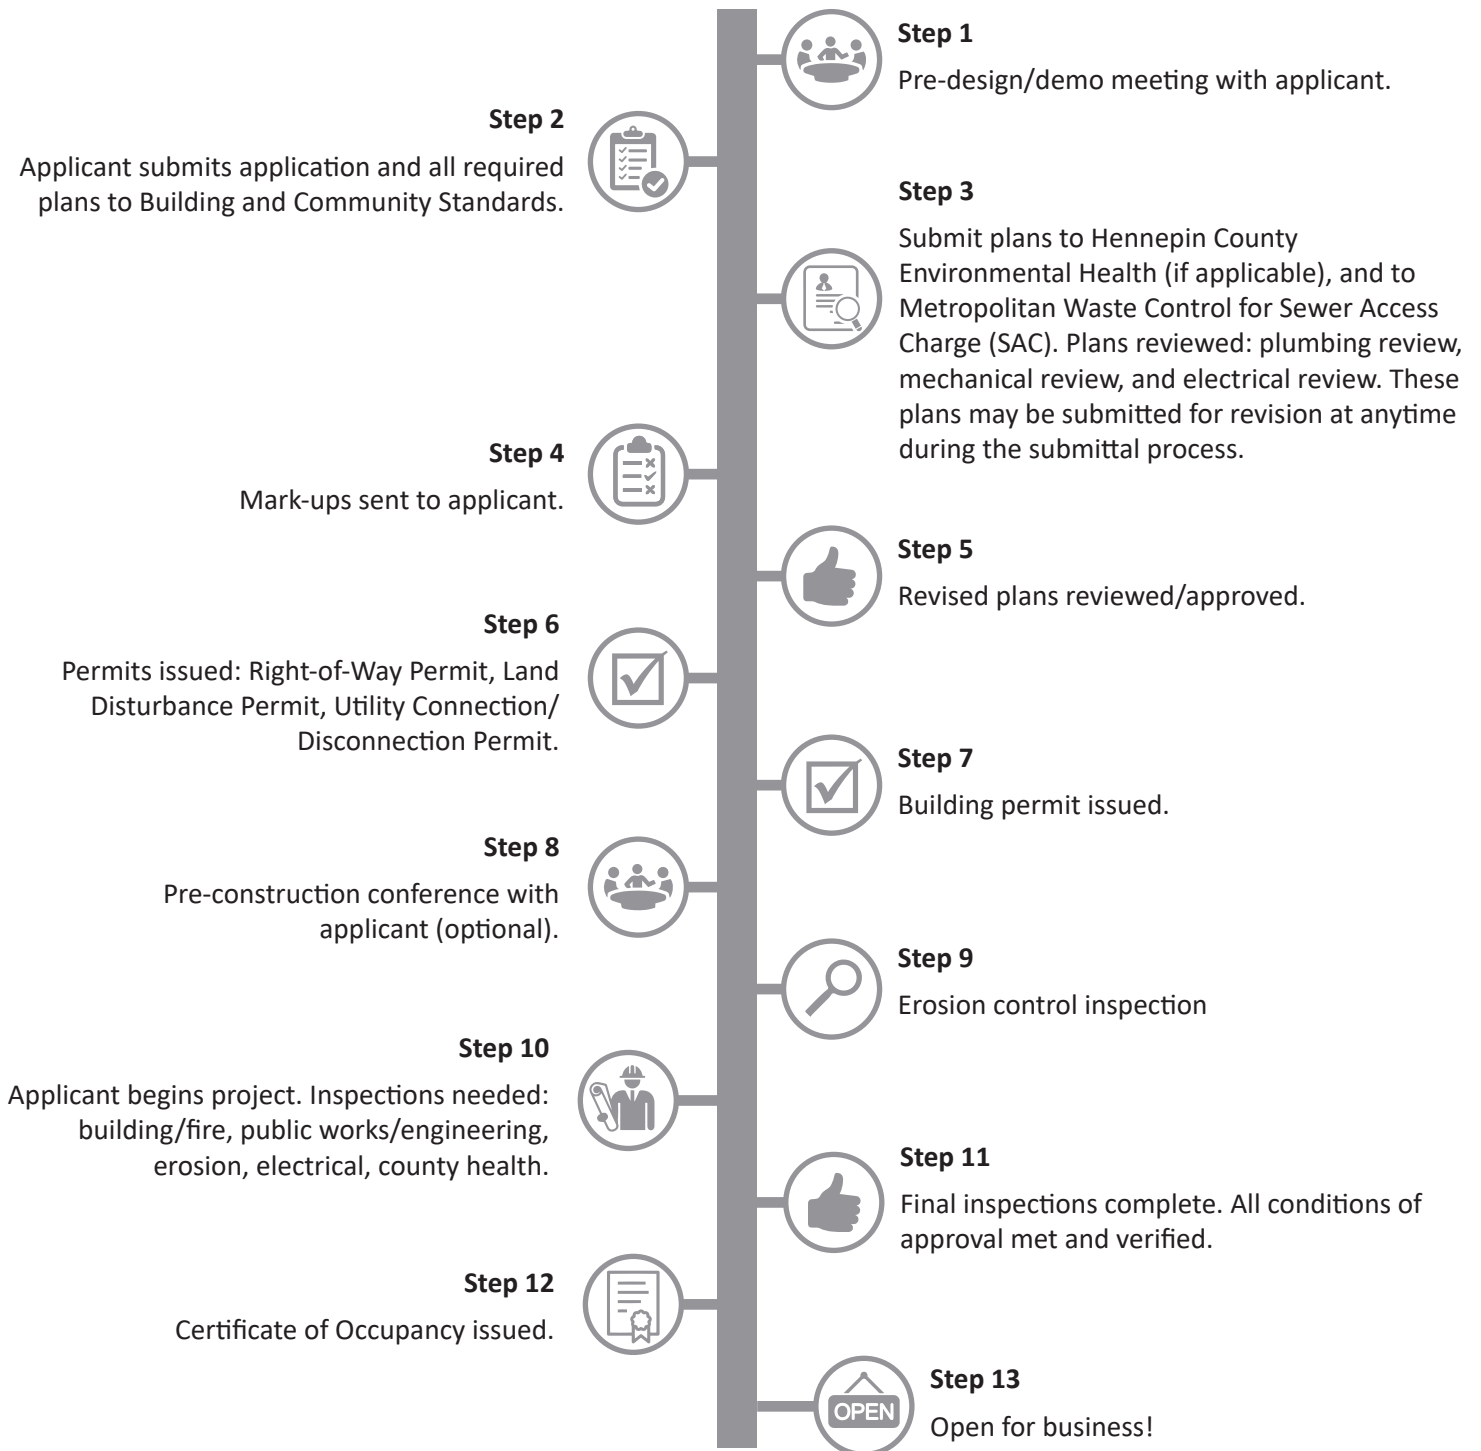 Step 1
Pre-design/demo meeting with applicant.
Step 2
Applicant submits application and all required
plans to Building and Community Standards.
Step 3
Submit plans to Hennepin County
Environmental Health (if applicable), and to
Metropolitan Waste Control for Sewer Access
Charge (SAC). Plans reviewed: plumbing review,
mechanical review, and electrical review. These
plans may be submitted for revision at anytime
during the submittal process.
Step 4
Mark-ups sent to applicant.
Step 5
Revised plans reviewed/approved.
Step 6
Permits issued: Right-of-Way Permit, Land
Disturbance Permit, Utility Connection/
Disconnection Permit.
Step 7
Building permit issued.
Step 8
Pre-construction conference with
applicant (optional).
Step 9
Erosion control inspection
Step 10
Applicant begins project. Inspections needed:
building/fire, public works/engineering,
erosion, electrical, county health.
Step 11
Final inspections complete. All conditions of
approval met and verified.
Step 12
Certificate of Occupancy issued.
Step 13
OPEN
Open for business!